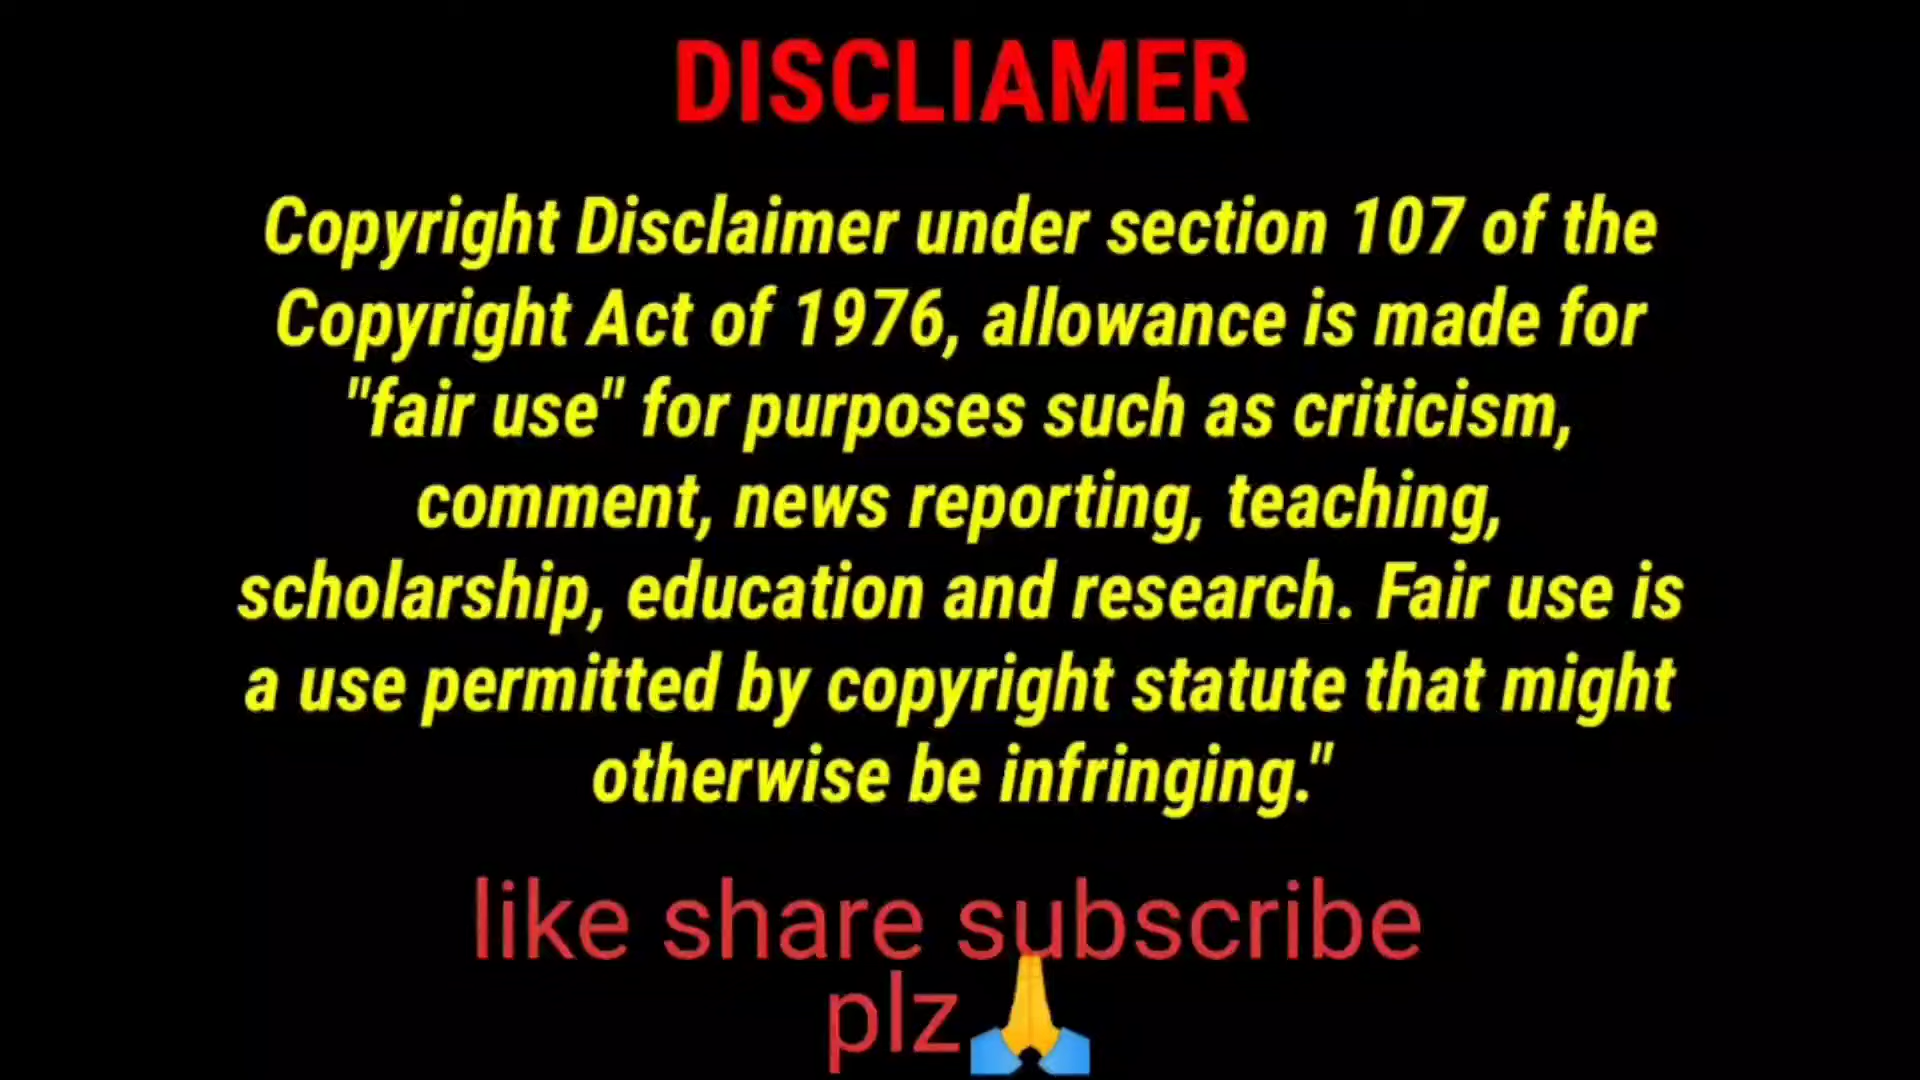 DISCLIAMER
Copyright Disclaimer under section 107 of the
Copyright Act of 1976, allowance is made for
"fair use" for purposes such as criticism,
comment, news reporting, teaching,
scholarship, education and research. Fair use is
a use permitted by copyright statute that might
otherwise be infringing."
like share subscribe
plz🙏